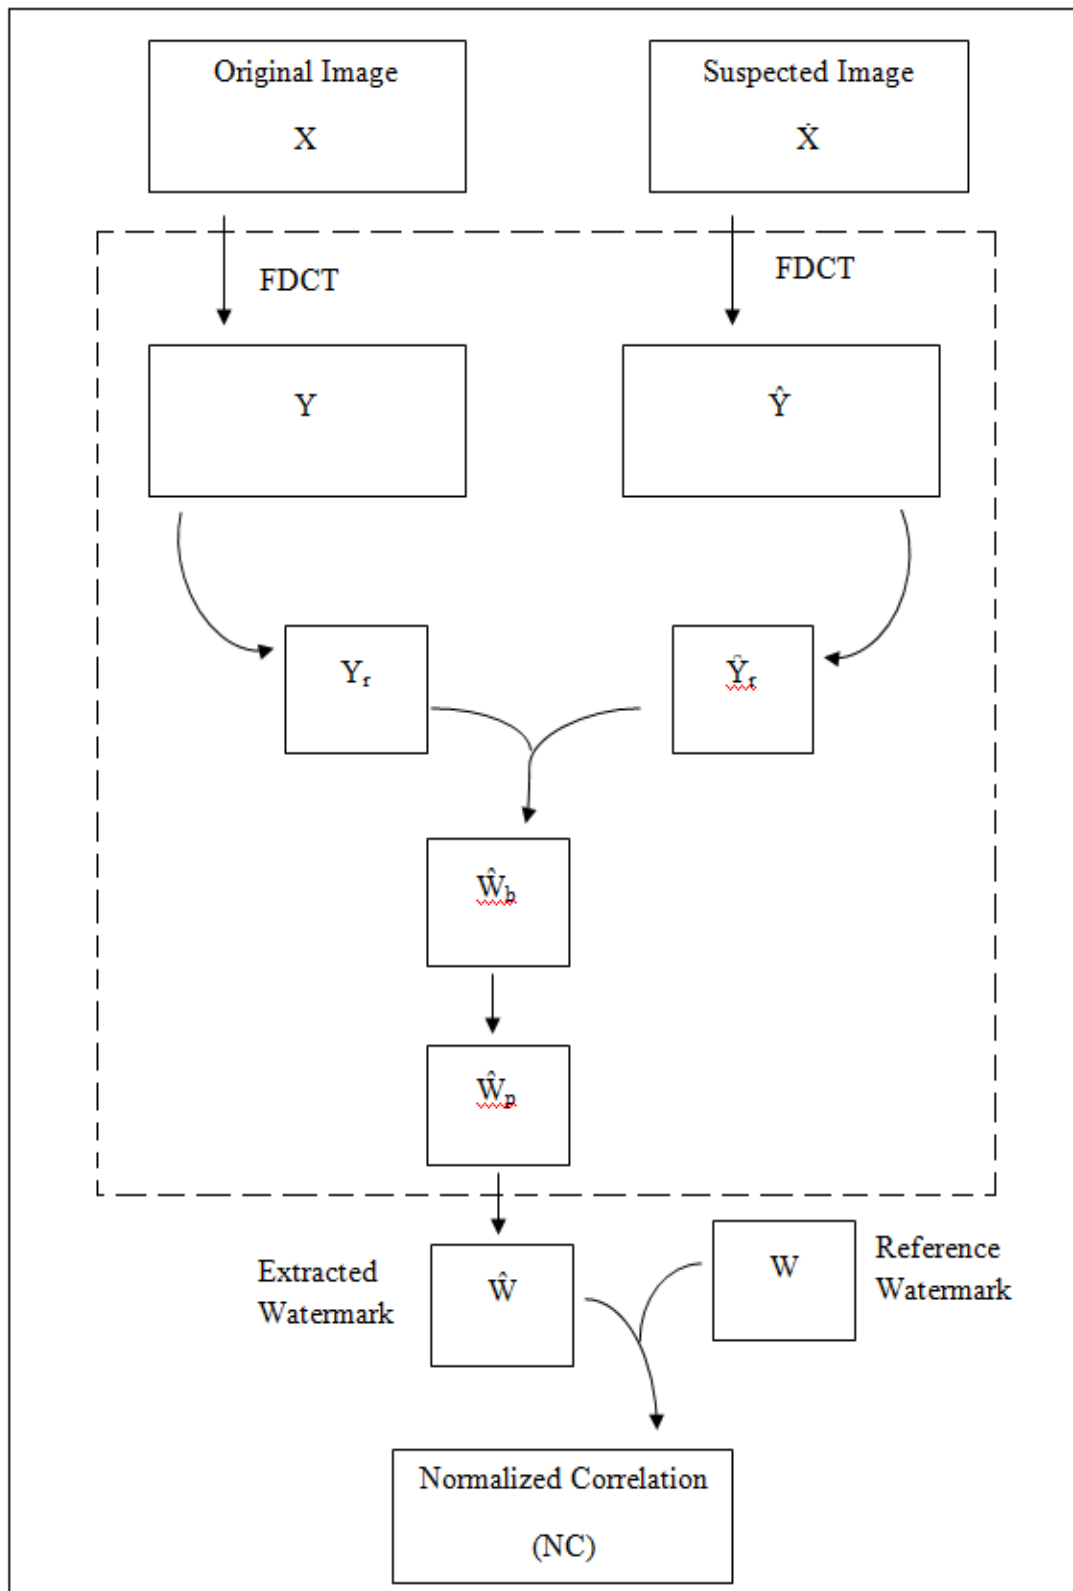 Original Image
X
Suspected Image
Ẋ
FDCT
FDCT
Y
Ŷ
Yᵣ
Ŷᵣ
Ŵb
Ŵp
Extracted
Watermark
Ŵ
W
Reference
Watermark
Normalized Correlation
(NC)